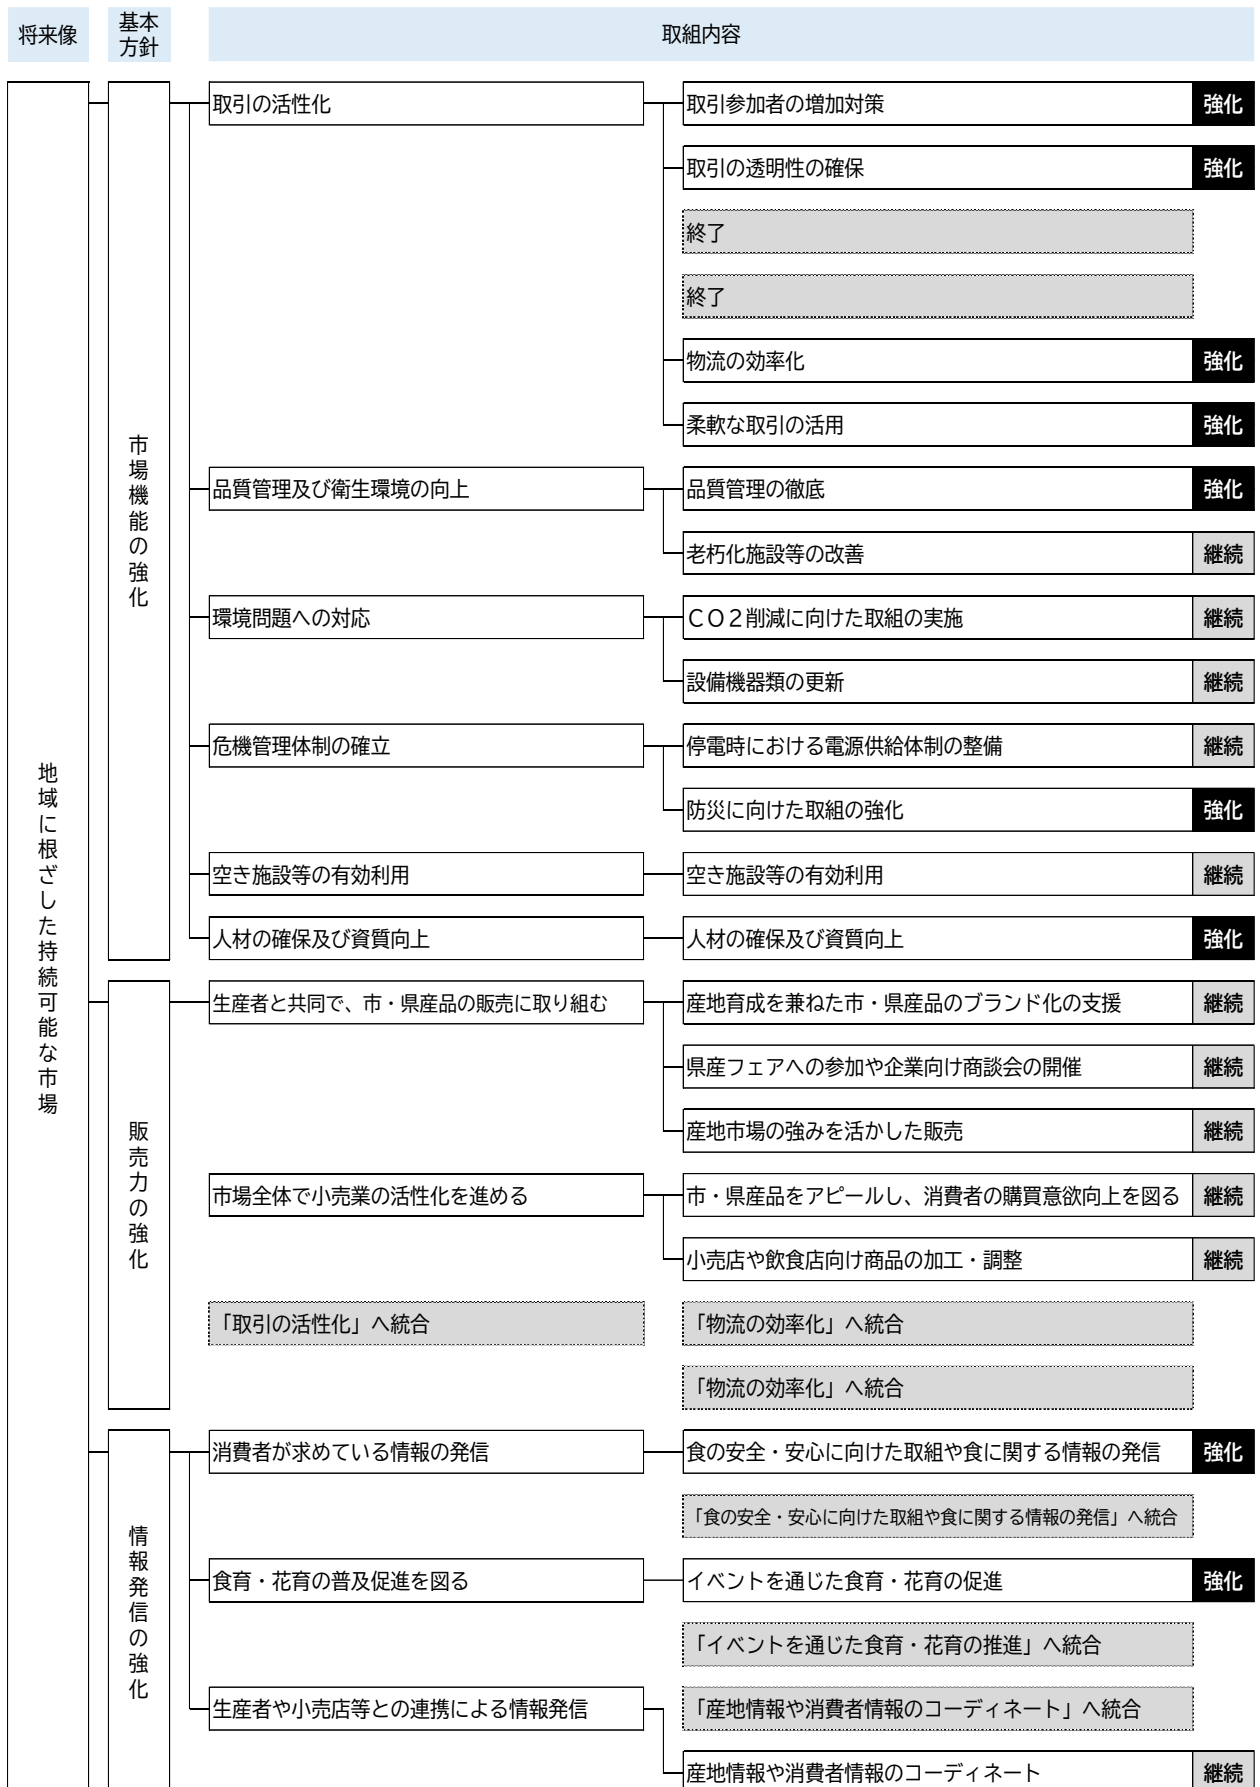 将来像
基本
方針
取組内容
地域に根ざした持続可能な市場
市場機能の強化
取引の活性化
取引参加者の増加対策
強化
取引の透明性の確保
強化
終了
終了
物流の効率化
強化
柔軟な取引の活用
強化
品質管理及び衛生環境の向上
品質管理の徹底
強化
老朽化施設等の改善
継続
環境問題への対応
ＣＯ２削減に向けた取組の実施
継続
設備機器類の更新
継続
危機管理体制の確立
停電時における電源供給体制の整備
継続
防災に向けた取組の強化
強化
空き施設等の有効利用
空き施設等の有効利用
継続
人材の確保及び資質向上
人材の確保及び資質向上
強化
販売力の強化
生産者と共同で、市・県産品の販売に取り組む
産地育成を兼ねた市・県産品のブランド化の支援
継続
県産フェアへの参加や企業向け商談会の開催
継続
産地市場の強みを活かした販売
継続
市場全体で小売業の活性化を進める
市・県産品をアピールし、消費者の購買意欲向上を図る
継続
小売店や飲食店向け商品の加工・調整
継続
「取引の活性化」へ統合
「物流の効率化」へ統合
「物流の効率化」へ統合
情報発信の強化
消費者が求めている情報の発信
食の安全・安心に向けた取組や食に関する情報の発信
強化
「食の安全・安心に向けた取組や食に関する情報の発信」へ統合
食育・花育の普及促進を図る
イベントを通じた食育・花育の促進
強化
「イベントを通じた食育・花育の推進」へ統合
生産者や小売店等との連携による情報発信
「産地情報や消費者情報のコーディネート」へ統合
産地情報や消費者情報のコーディネート
継続